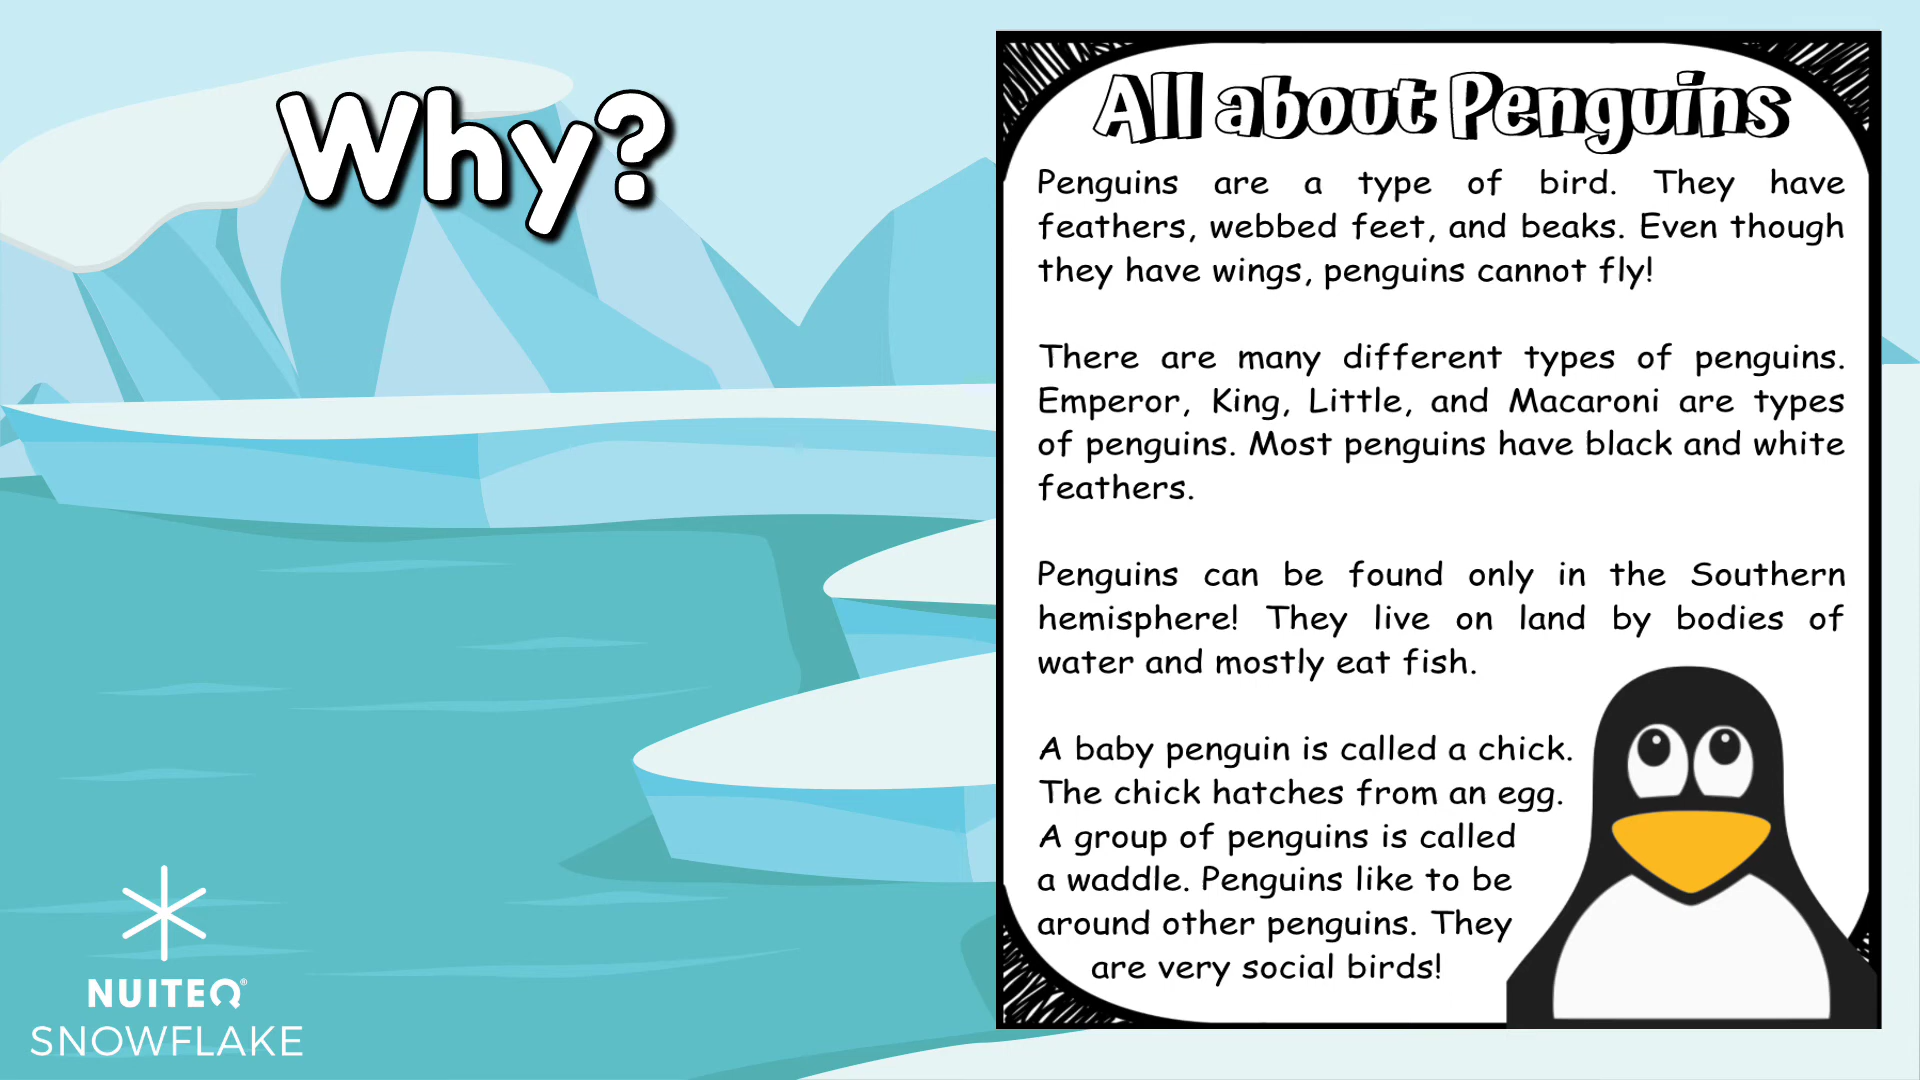 Why?
All about Penguins
Penguins are a type of bird. They have
feathers, webbed feet, and beaks. Even though
they have wings, penguins cannot fly!
There are many different types of penguins.
Emperor, King, Little, and Macaroni are types
of penguins. Most penguins have black and white
feathers.
Penguins can be found only in the Southern
hemisphere! They live on land by bodies of
water and mostly eat fish.
A baby penguin is called a chick.
The chick hatches from an egg.
A group of penguins is called
a waddle. Penguins like to be
around other penguins. They
are very social birds!
NUITEQ®
SNOWFLAKE